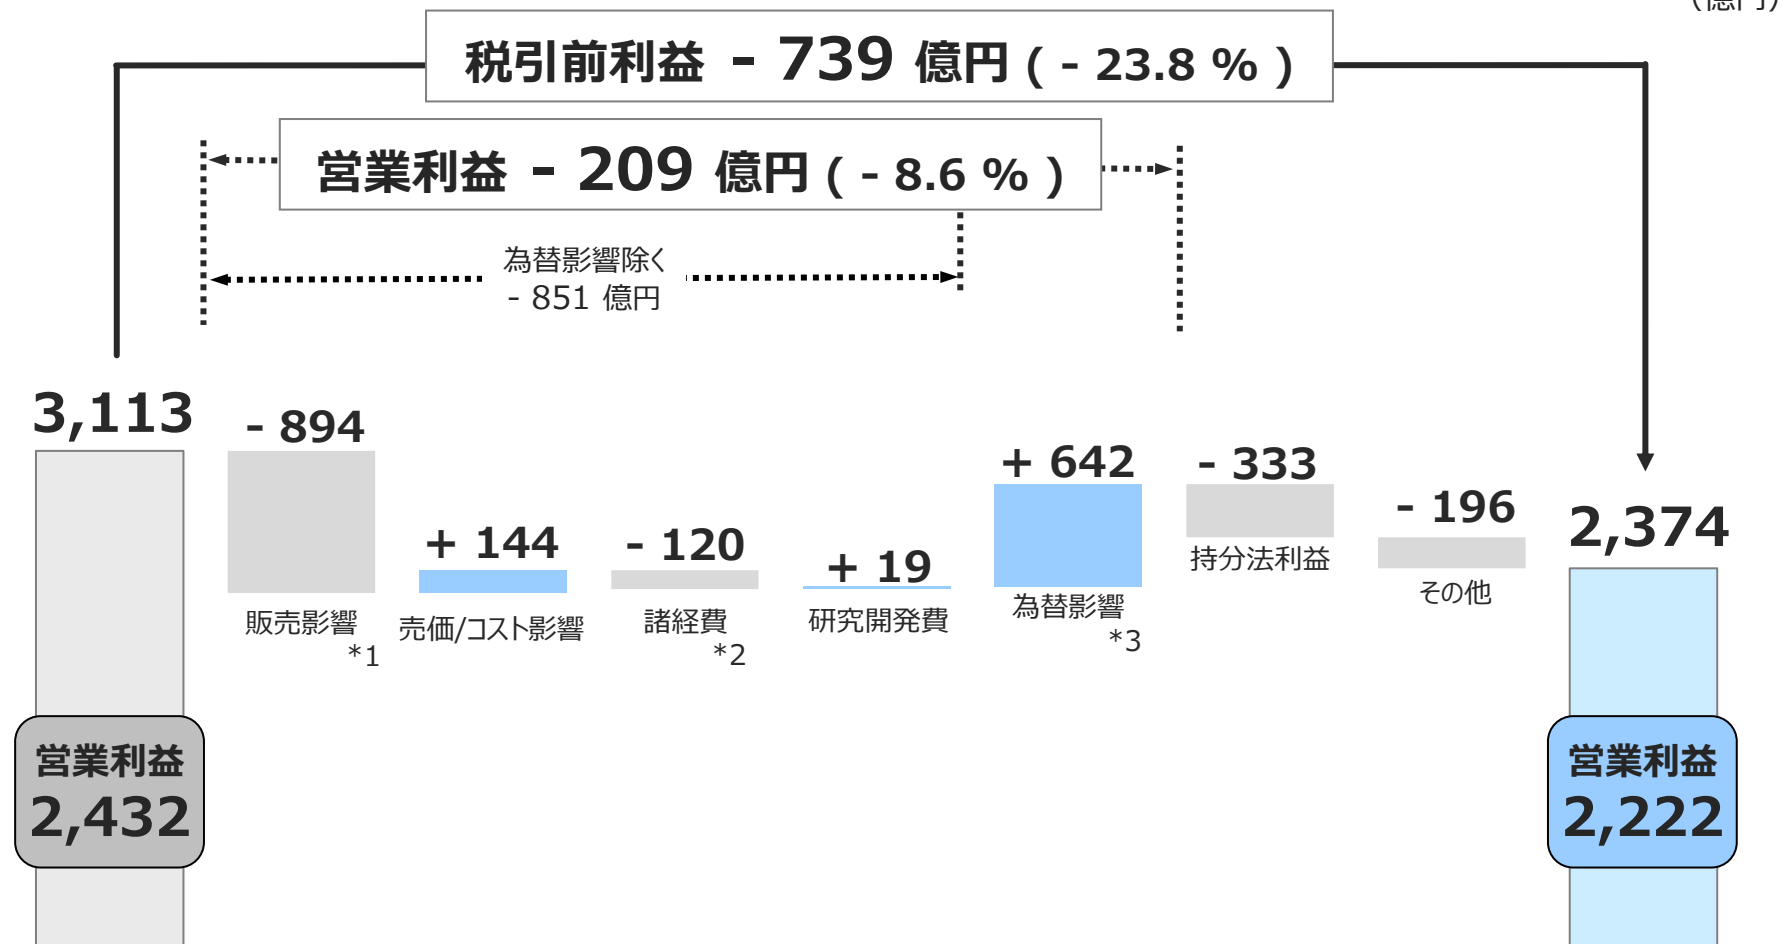 （億円）
税引前利益 - 739 億円 ( - 23.8 % )
営業利益 - 209 億円 ( - 8.6 % )
為替影響除く
- 851 億円
3,113
- 894
販売影響
*1
+ 144
売価/コスト影響
- 120
諸経費
*2
+ 19
研究開発費
+ 642
為替影響
*3
- 333
持分法利益
- 196
その他
2,374
営業利益
2,432
営業利益
2,222